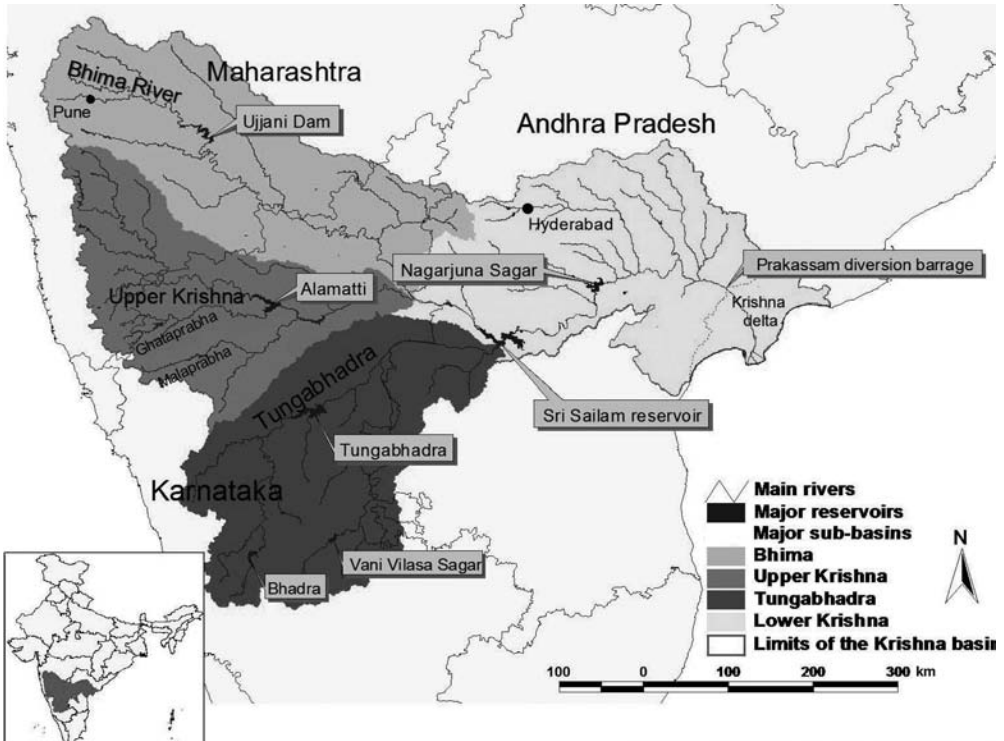 Maharashtra
Bhima River
Pune
Ujjani Dam
Andhra Pradesh
Hyderabad
Nagarjuna Sagar
Prakassam diversion barrage
Alamatti
Upper Krishna
Krishna
delta
Ghataprabha
Malaprabha
Tungabhadra
Sri Sailam reservoir
Tungabhadra
Karnataka
Vani Vilasa Sagar
Bhadra
Main rivers
Major reservoirs
Major sub-basins
Bhima
Upper Krishna
Tungabhadra
Lower Krishna
Limits of the Krishna basin
N
100 0 100 200 300 km